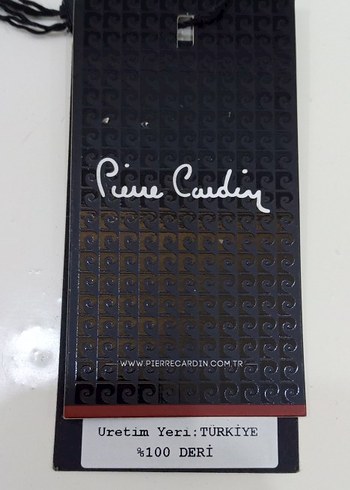 Pierre Cardin
WWW.PIERRECARDIN.COM.TR
Uretim Yeri:TÜRKİYE
%100 DERİ